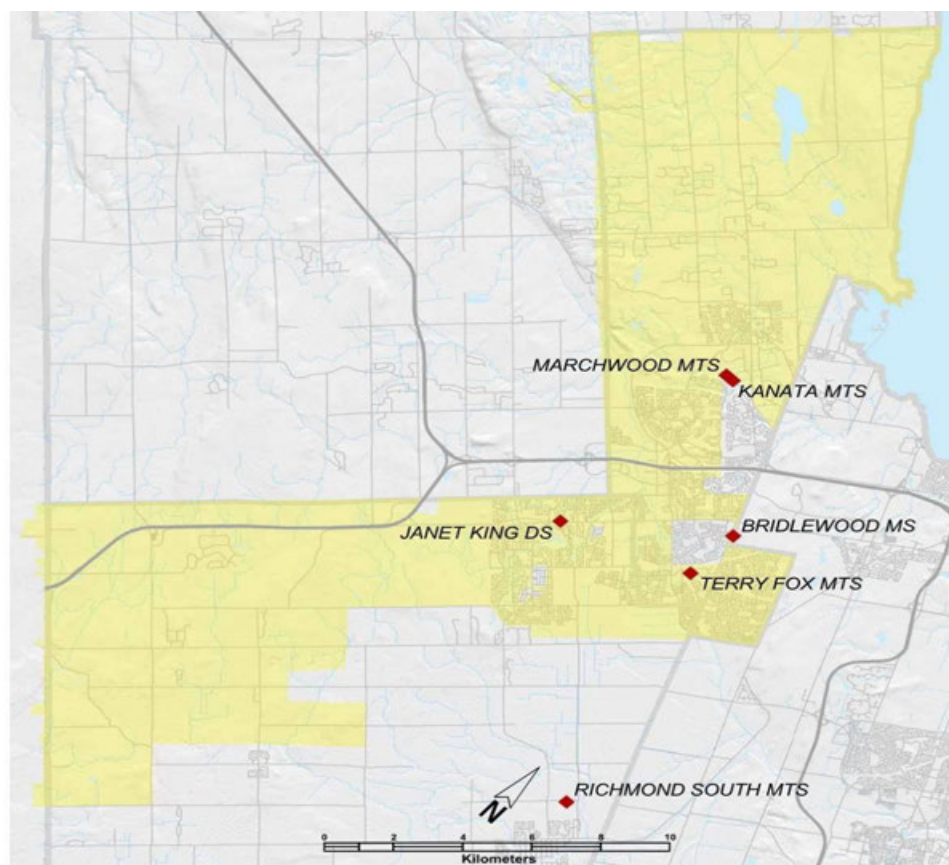 MARCHWOOD MTS
KANATA MTS
BRIDLEWOOD MS
JANET KING DS
TERRY FOX MTS
RICHMOND SOUTH MTS
N
0 2 4 6 8 10
Kilometers